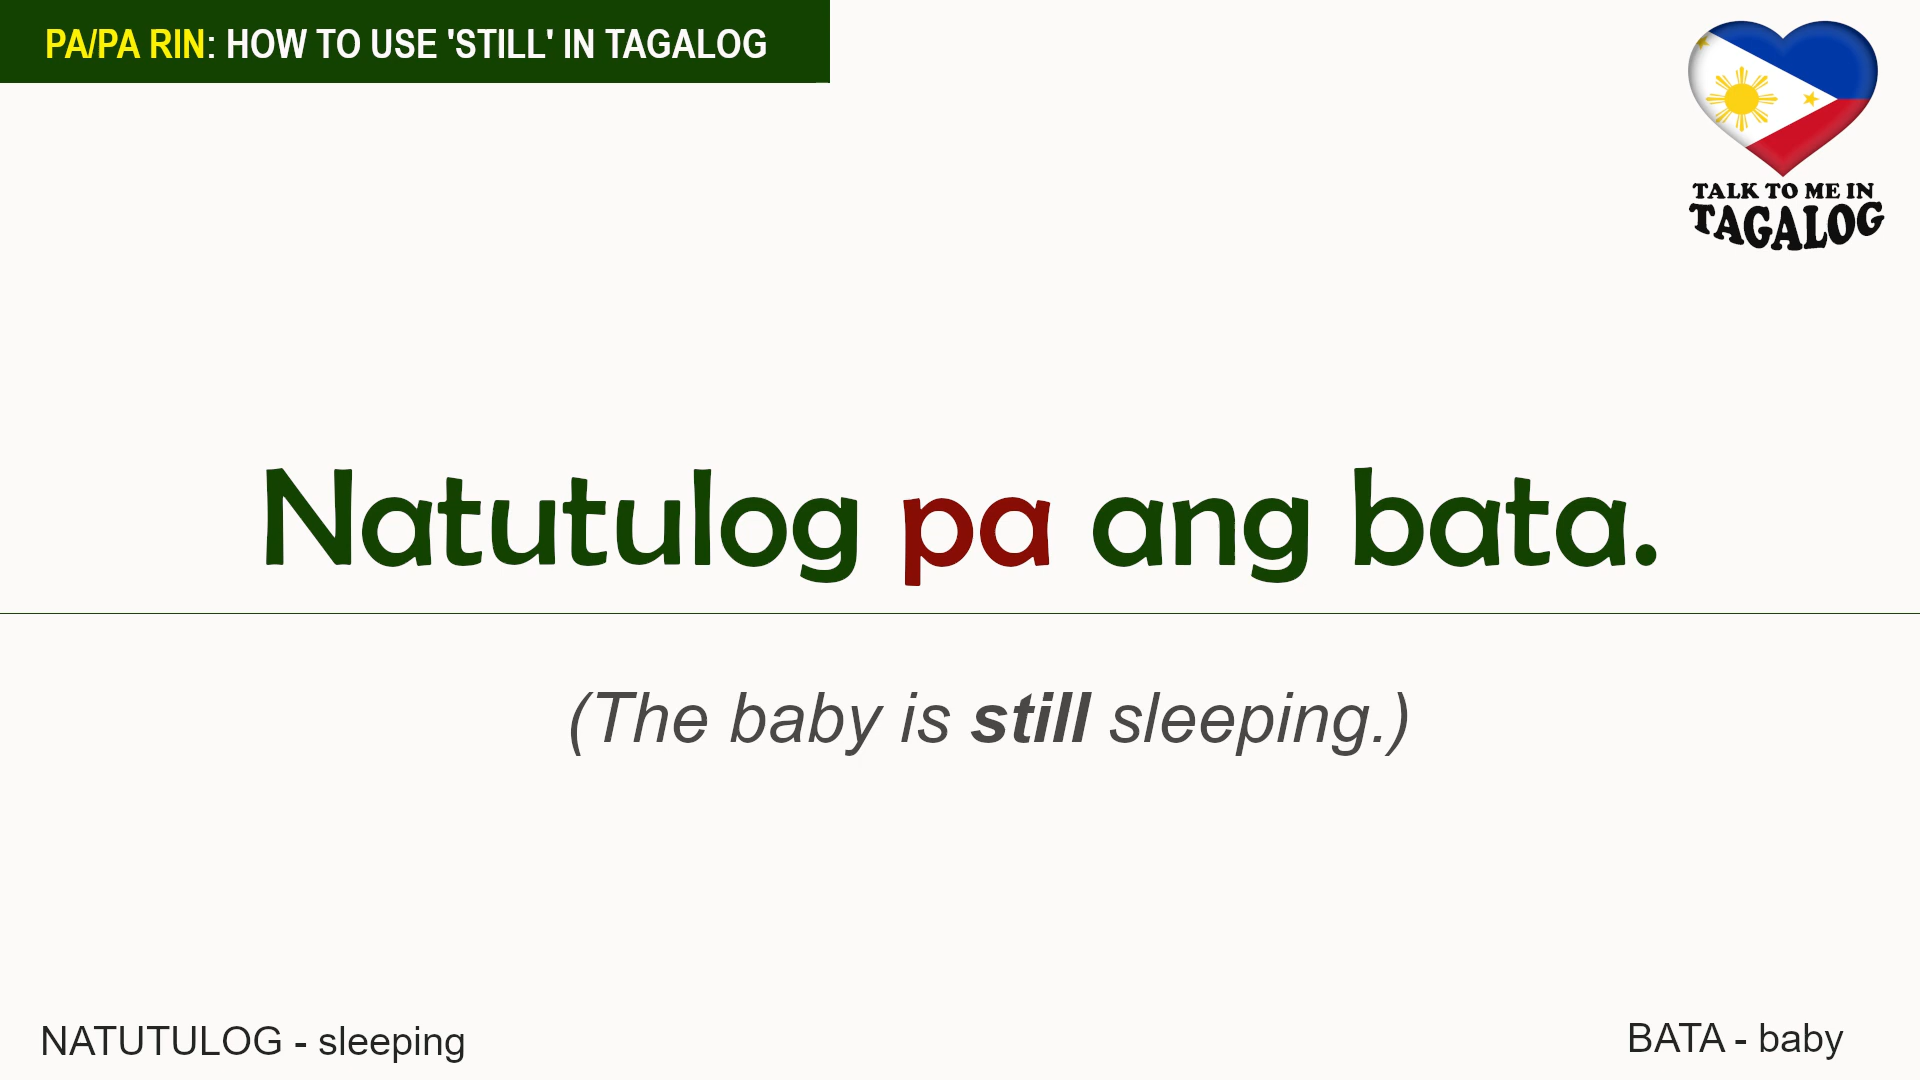 PA/PA RIN: HOW TO USE 'STILL' IN TAGALOG
TALK TO ME IN
TAGALOG
Natutulog pa ang bata.
(The baby is still sleeping.)
NATUTULOG - sleeping
BATA - baby